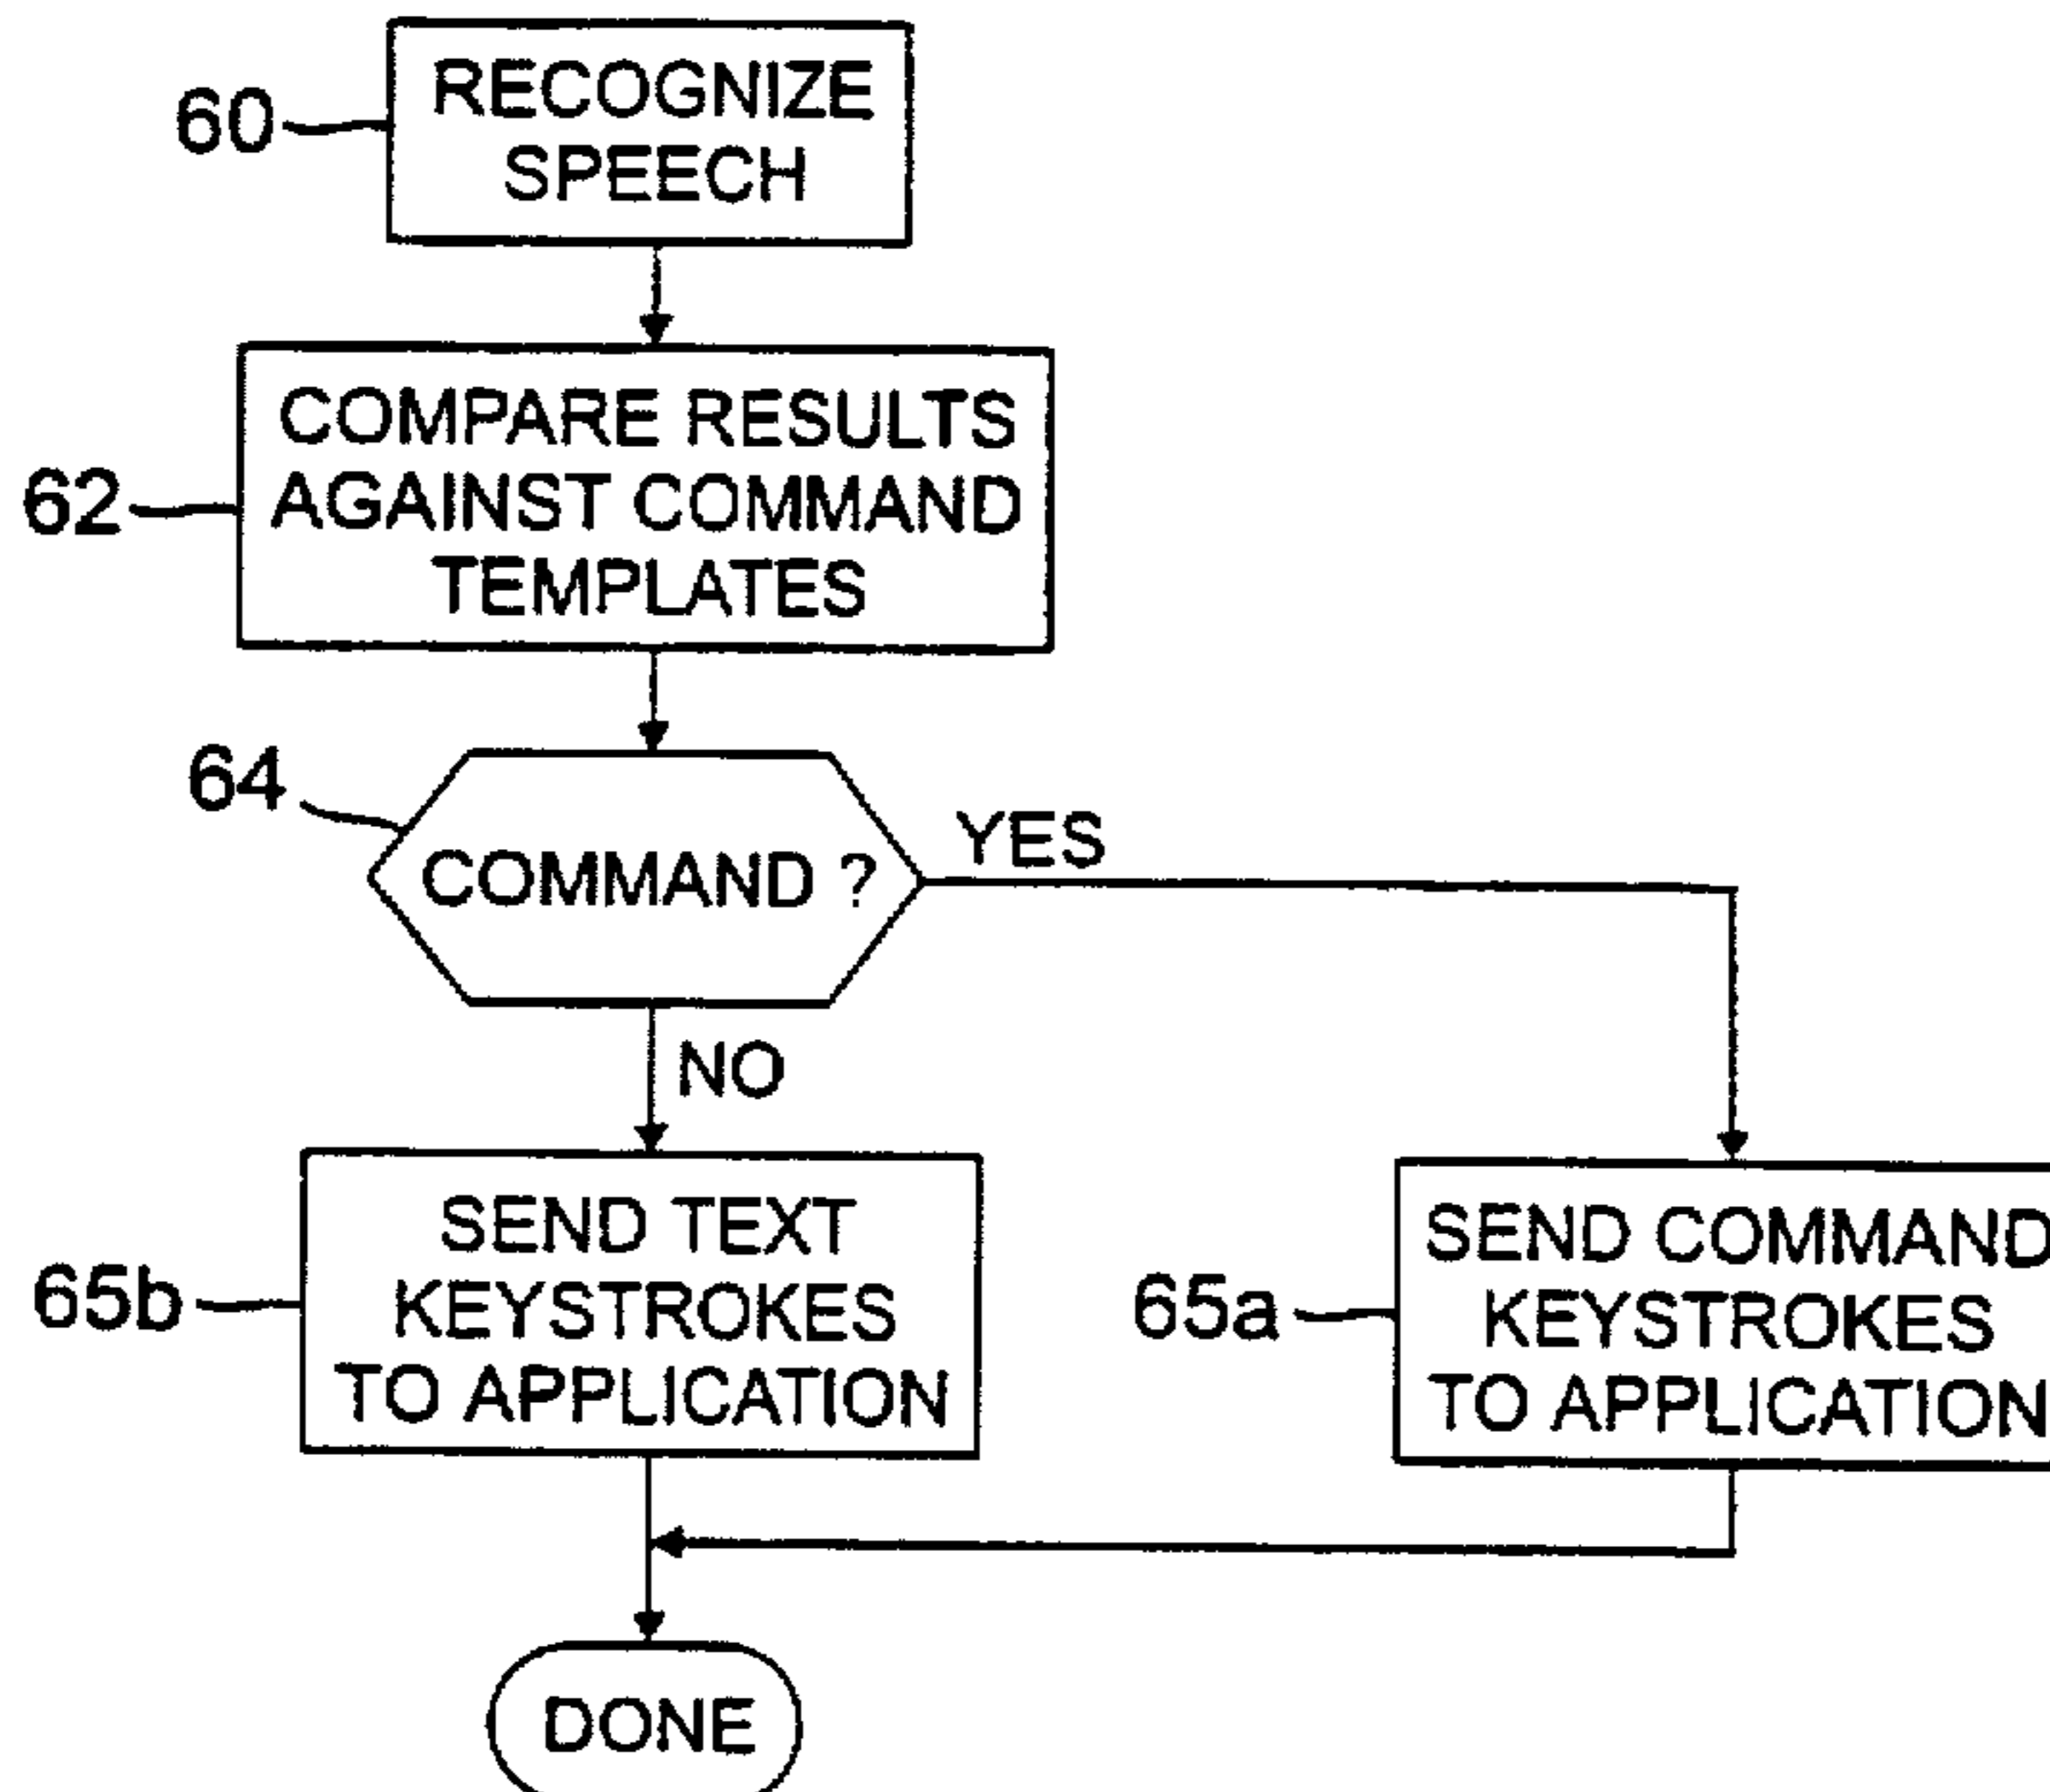 60
RECOGNIZE
SPEECH
62
COMPARE RESULTS
AGAINST COMMAND
TEMPLATES
64
COMMAND ?
YES
NO
65b
SEND TEXT
KEYSTROKES
TO APPLICATION
65a
SEND COMMAND
KEYSTROKES
TO APPLICATION
DONE